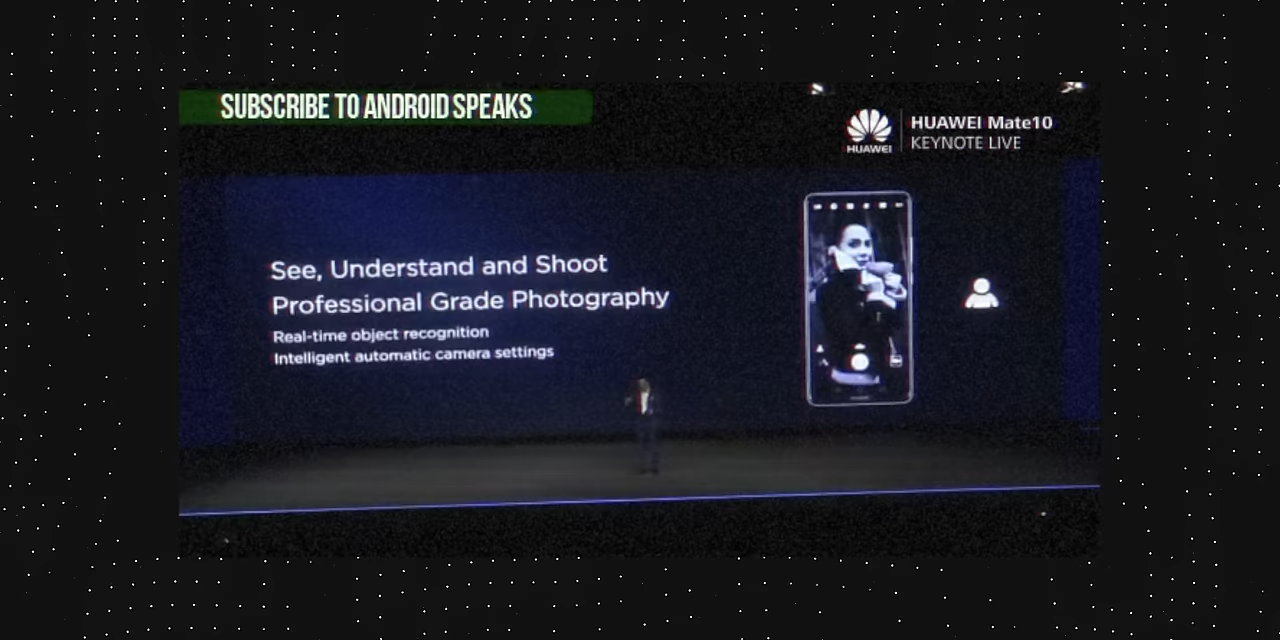 SUBSCRIBE TO ANDROID SPEAKS
HUAWEI
HUAWEI Mate10
KEYNOTE LIVE
See, Understand and Shoot
Professional Grade Photography
Real-time object recognition
Intelligent automatic camera settings